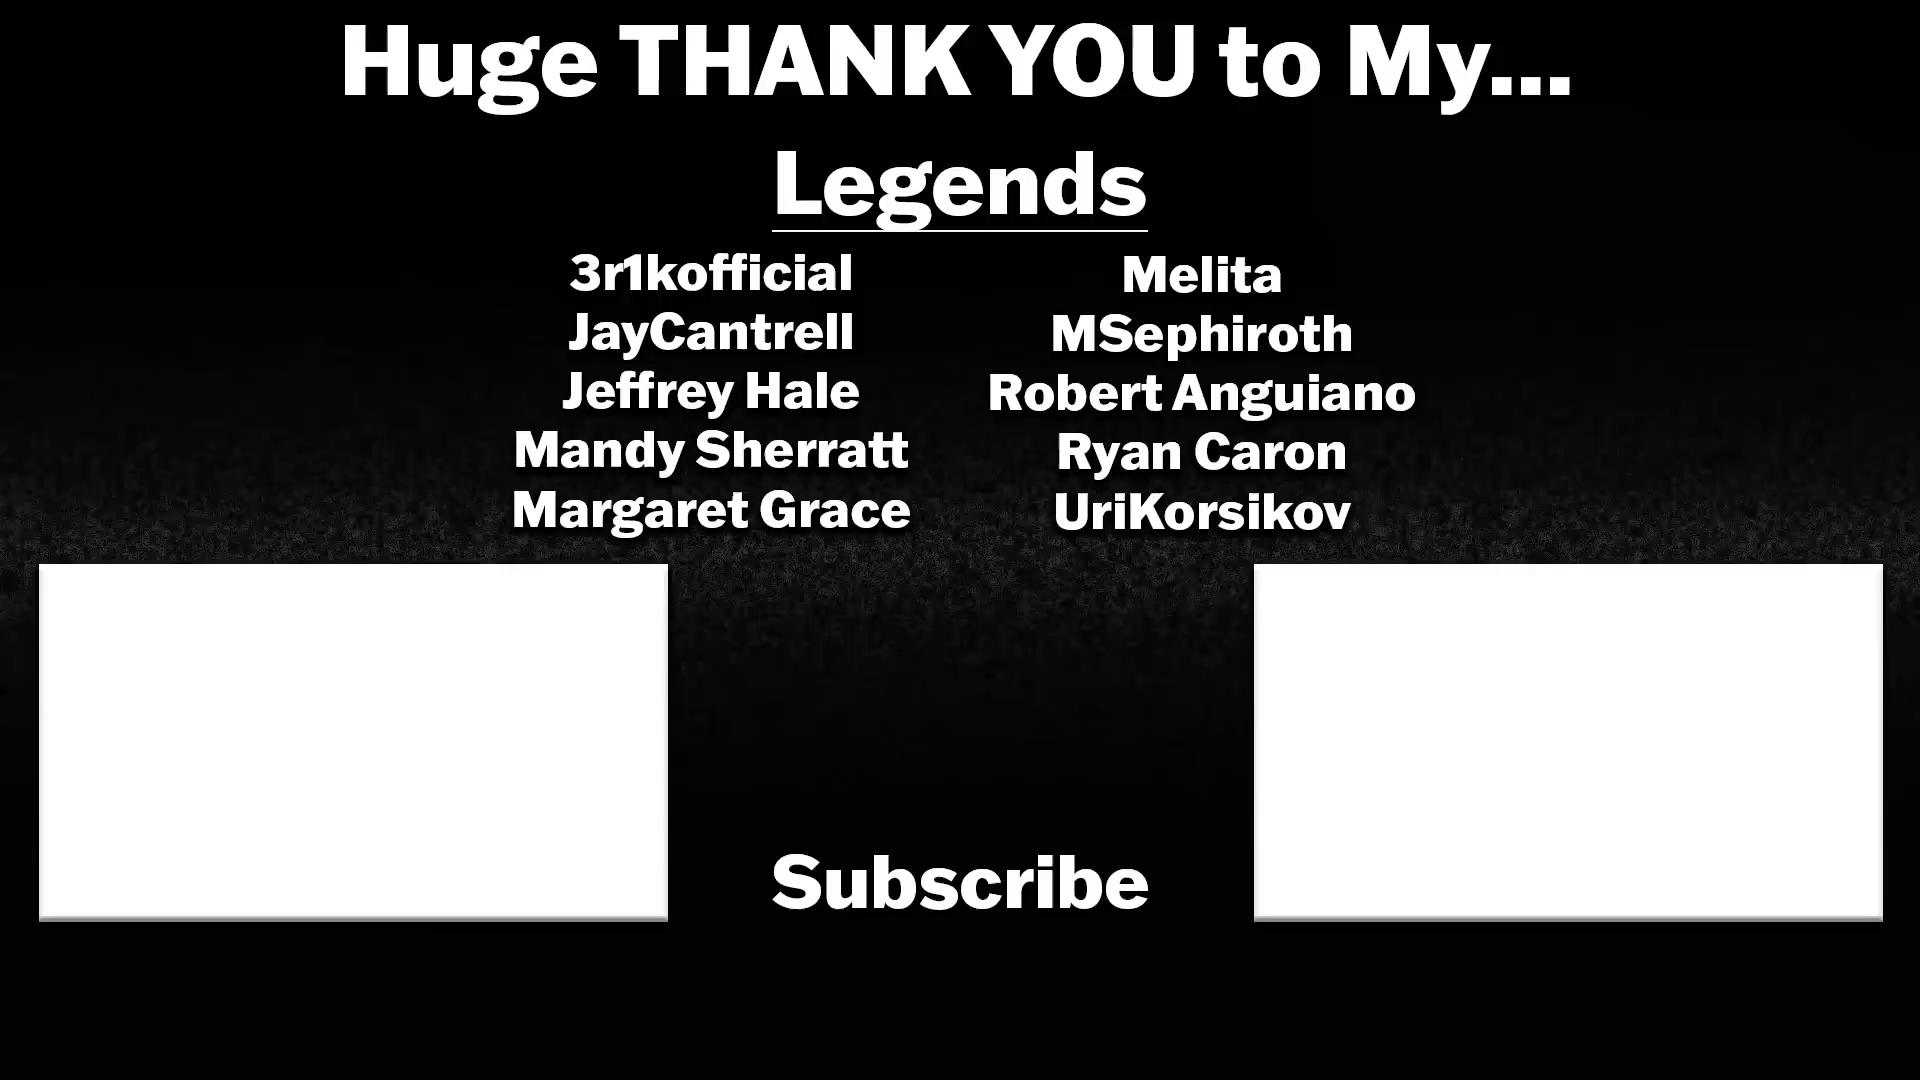 Huge THANK YOU to My...
Legends
3r1kofficial
JayCantrell
Jeffrey Hale
Mandy Sherratt
Margaret Grace
Melita
MSephiroth
Robert Anguiano
Ryan Caron
UriKorsikov
Subscribe